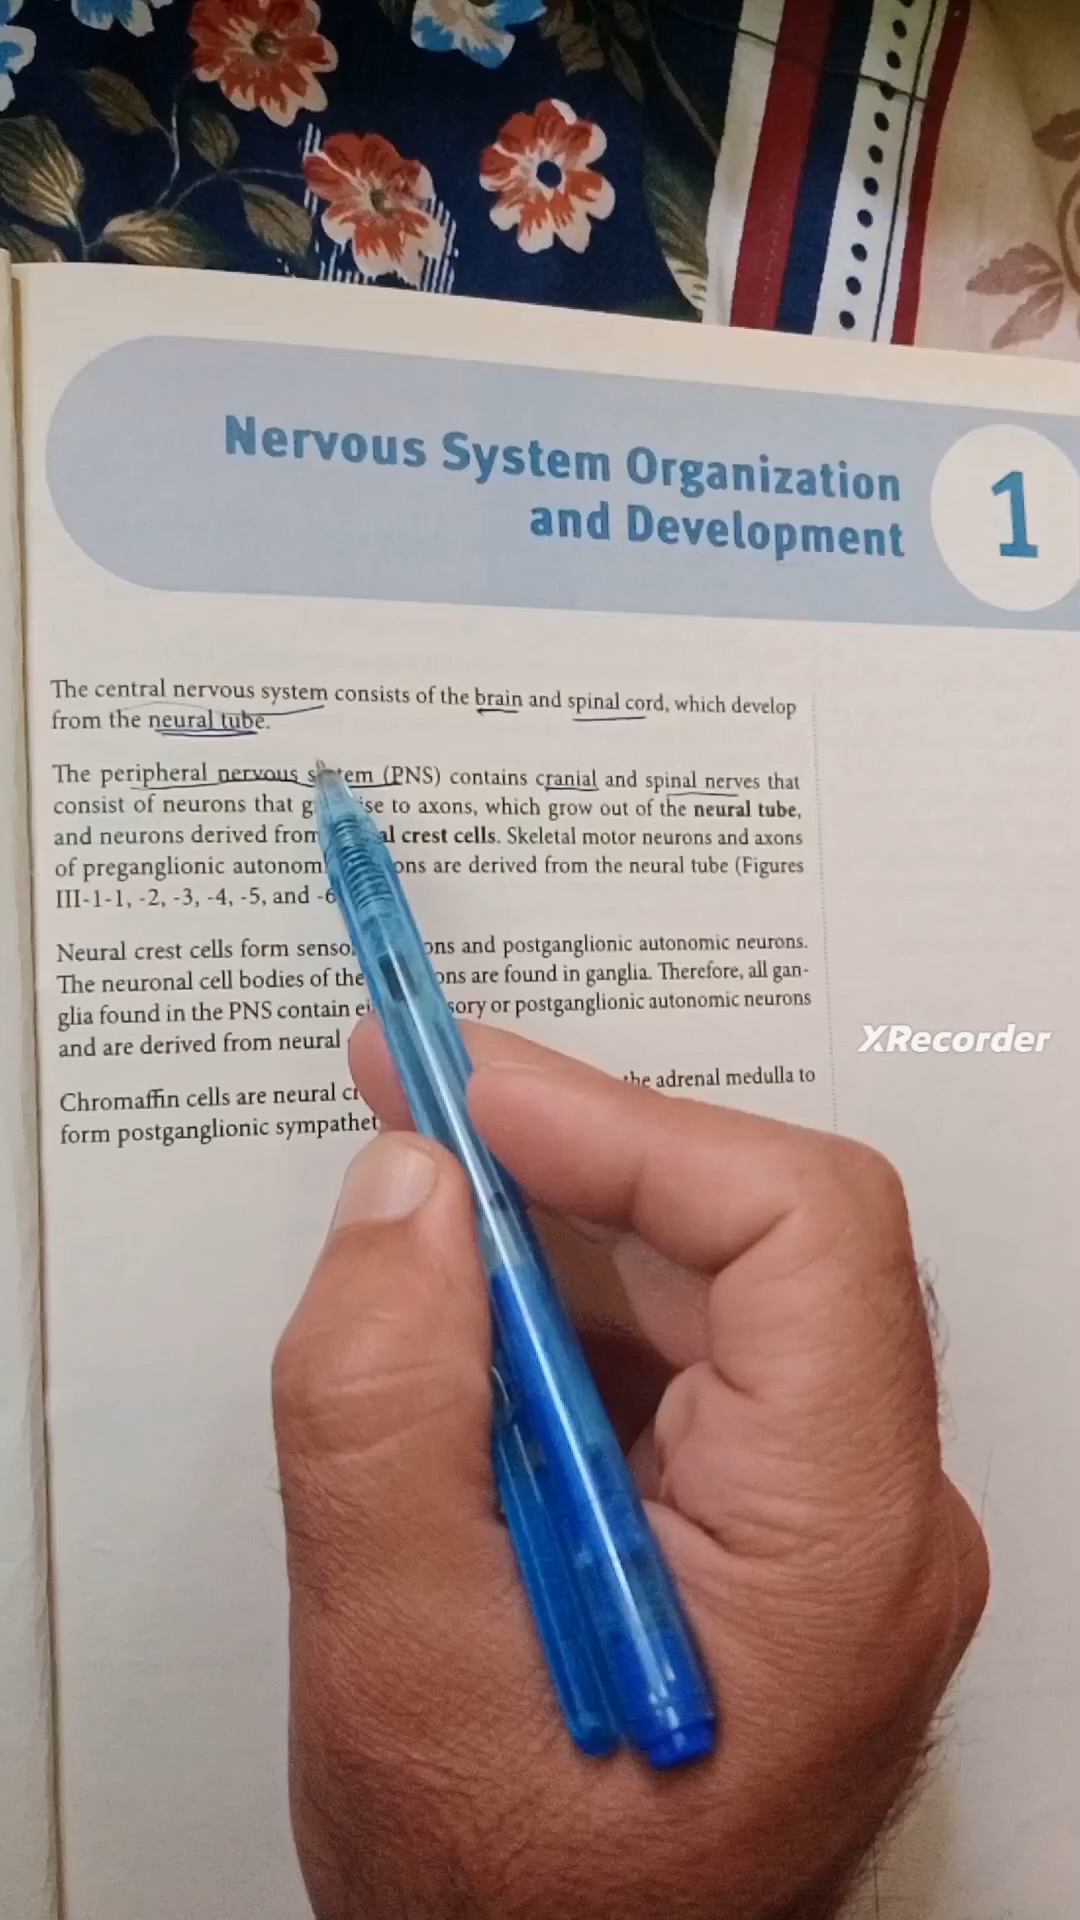 Nervous System Organization
and Development
1
The central nervous system consists of the brain and spinal cord, which develop
from the neural tube.
The peripheral nervous system (PNS) contains cranial and spinal nerves that
consist of neurons that g se to axons, which grow out of the neural tube,
and neurons derived from al crest cells. Skeletal motor neurons and axons
of preganglionic autonom ons are derived from the neural tube (Figures
III-1-1, -2, -3, -4, -5, and -6
Neural crest cells form senso ons and postganglionic autonomic neurons.
The neuronal cell bodies of the ons are found in ganglia. Therefore, all gan-
glia found in the PNS contain ei sory or postganglionic autonomic neurons
and are derived from neural
XRecorder
Chromaffin cells are neural c the adrenal medulla to
form postganglionic sympathet